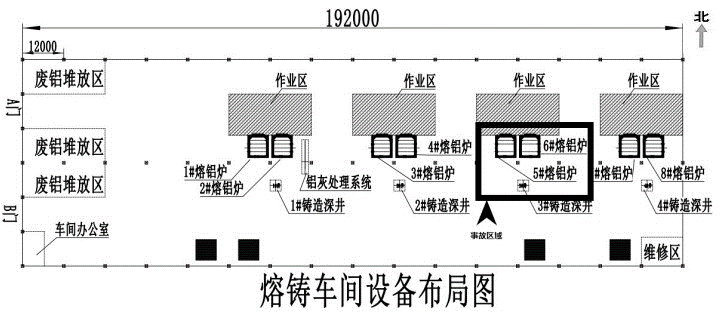 192000
北
12000
废铝堆放区
作业区
作业区
作业区
作业区
A门
废铝堆放区
4#熔铝炉
6#熔铝炉
1#熔铝炉
3#熔铝炉
5#熔铝炉
#熔铝炉
8#熔铝炉
废铝堆放区
2#熔铝炉
铝灰处理系统
B门
1#铸造深井
2#铸造深井
3#铸造深井
4#铸造深井
车间办公室
事故区域
维修区
熔铸车间设备布局图